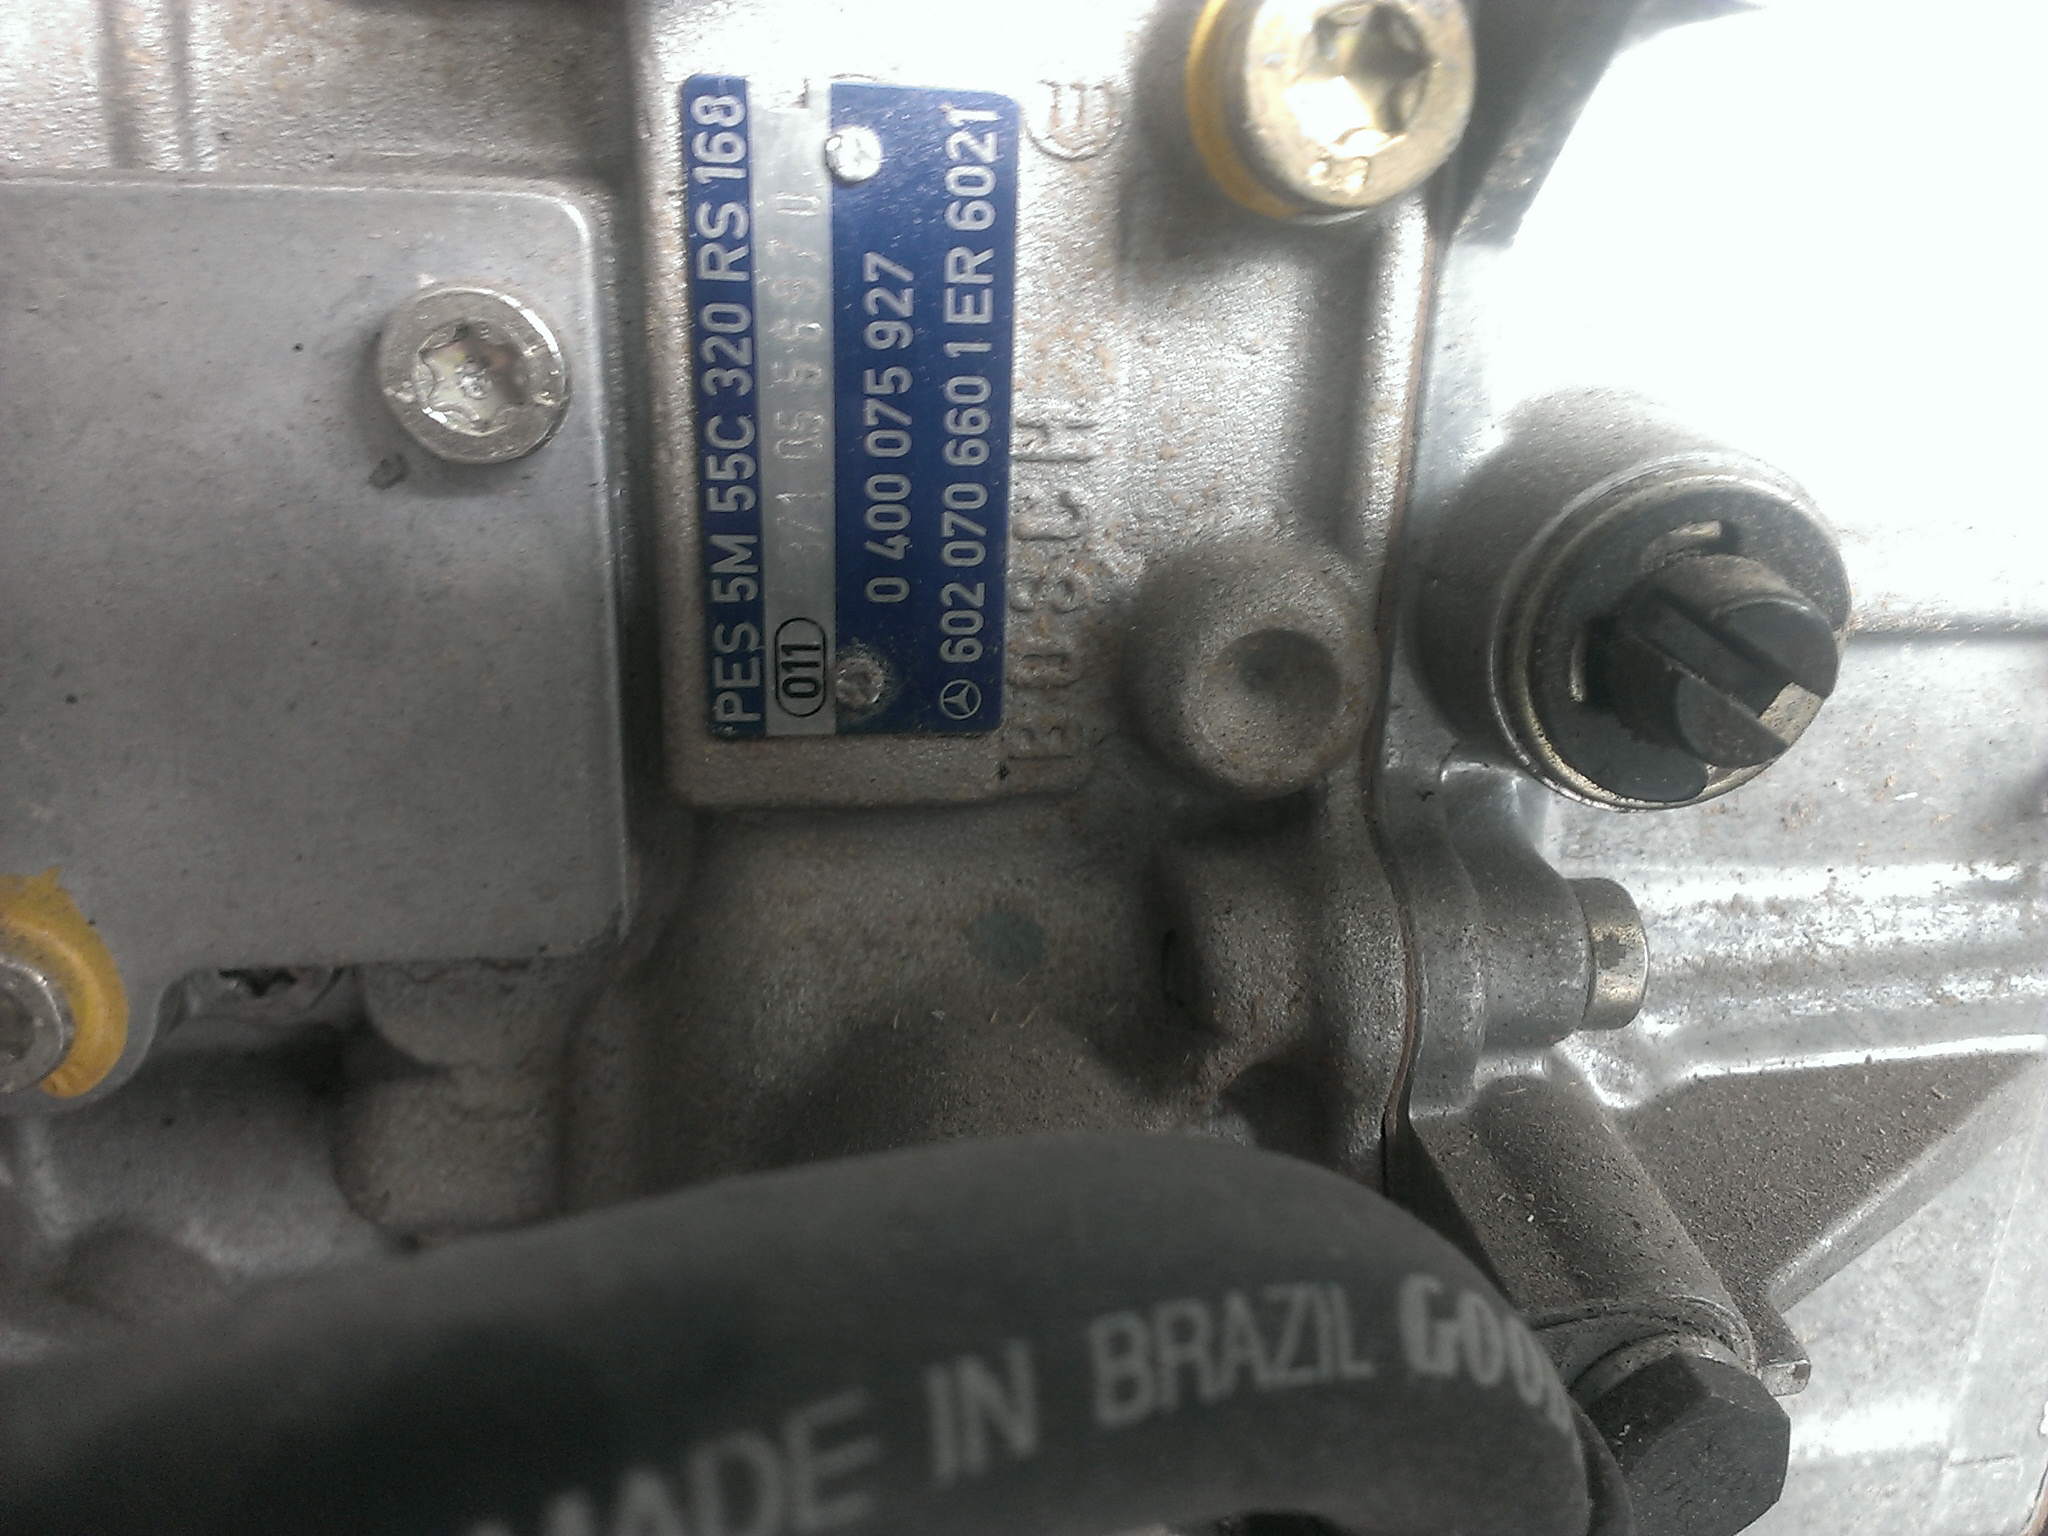 PES 5M 55C 320 RS 168
011
0 400 075 927
602 070 660 1 ER 6021
BOSCH
MADE IN BRAZIL